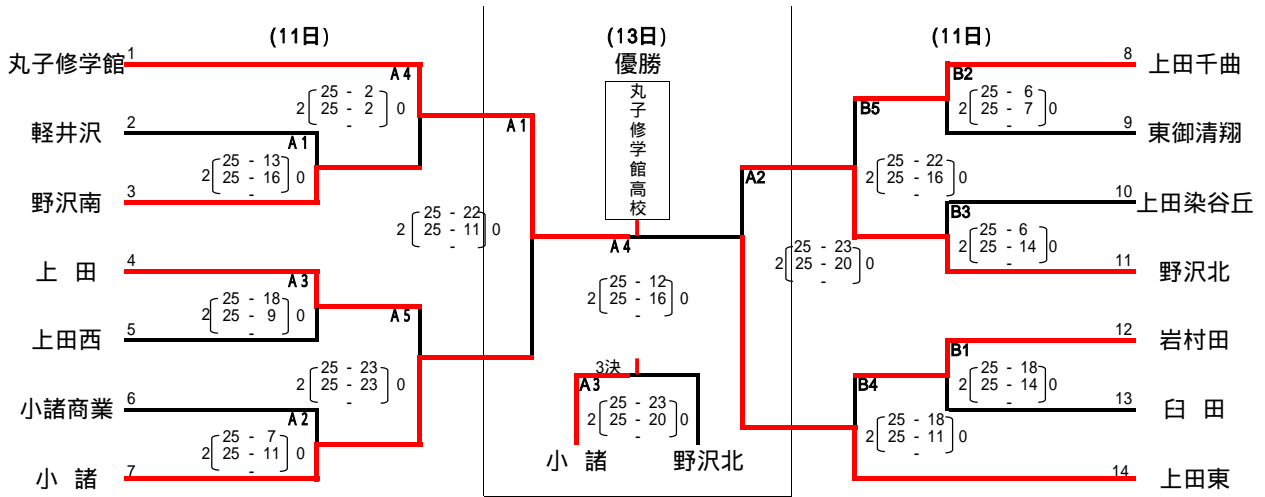 (11日)
(13日)
(11日)
優勝
丸子修学館高校
1
丸子修学館
A4
25 - 2
2 25 - 2 0
-
2
軽井沢
A1
25 - 13
2 25 - 16 0
-
3
野沢南
A1
25 - 22
2 25 - 11 0
-
4
上 田
A3
25 - 18
2 25 - 9 0
-
5
上田西
A5
25 - 23
2 25 - 23 0
-
6
小諸商業
A2
25 - 7
2 25 - 11 0
-
7
小 諸
A4
25 - 12
2 25 - 16 0
-
3決
A3
25 - 23
2 25 - 20 0
-
小 諸
野沢北
8
上田千曲
B2
25 - 6
2 25 - 7 0
-
9
東御清翔
B5
25 - 22
2 25 - 16 0
-
10
上田染谷丘
B3
25 - 6
2 25 - 14 0
-
11
野沢北
A2
25 - 23
2 25 - 20 0
-
12
岩村田
B1
25 - 18
2 25 - 14 0
-
13
臼 田
B4
25 - 18
2 25 - 11 0
-
14
上田東